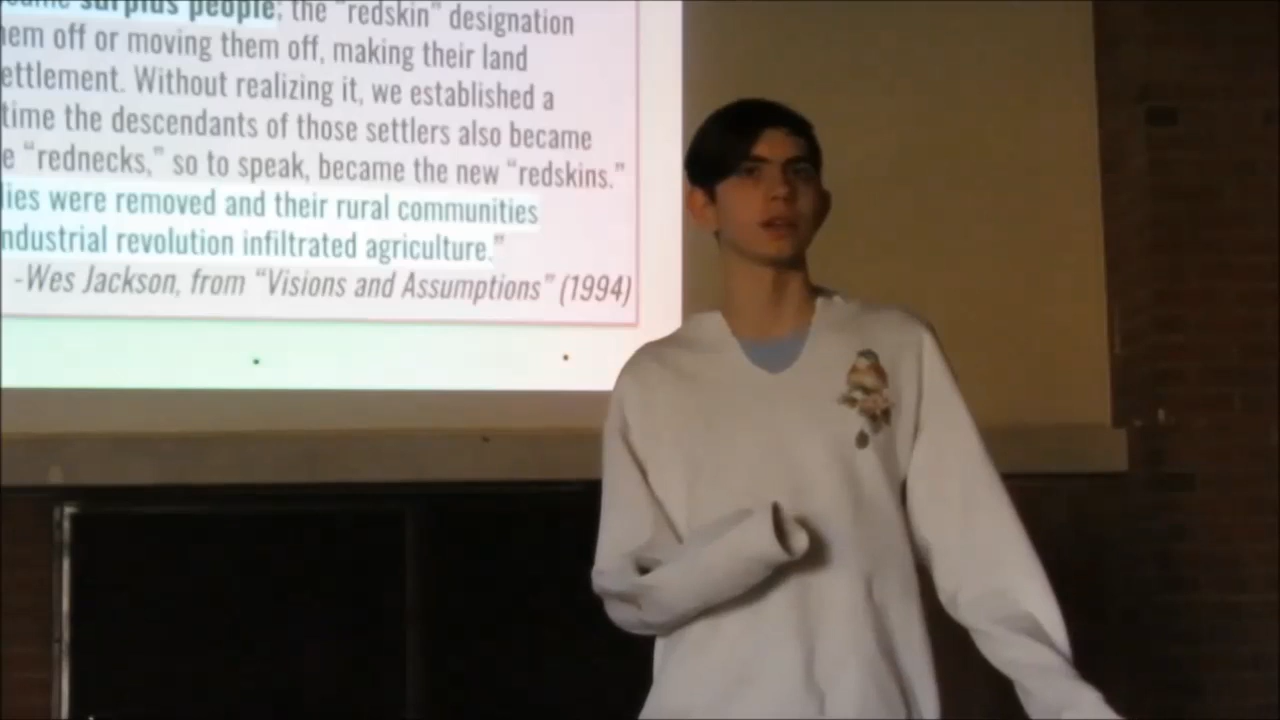 surplus people; the “redskin” designation
em off or moving them off, making their land
ettlement. Without realizing it, we established a
time the descendants of those settlers also became
e “rednecks,” so to speak, became the new “redskins.”
lies were removed and their rural communities
ndustrial revolution infiltrated agriculture.”
-Wes Jackson, from “Visions and Assumptions” (1994)